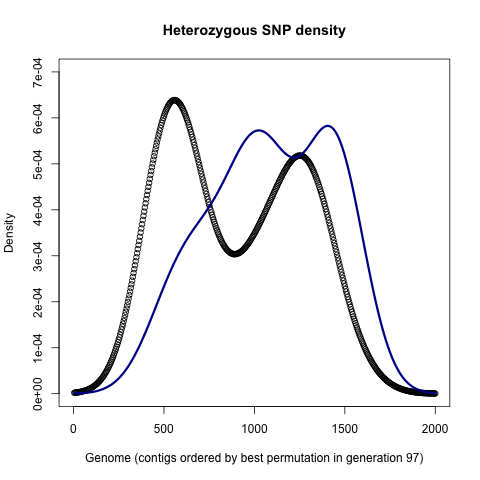 Heterozygous SNP density
Density
7e-04
6e-04
5e-04
4e-04
3e-04
2e-04
1e-04
0e+00
0 500 1000 1500 2000
Genome (contigs ordered by best permutation in generation 97)